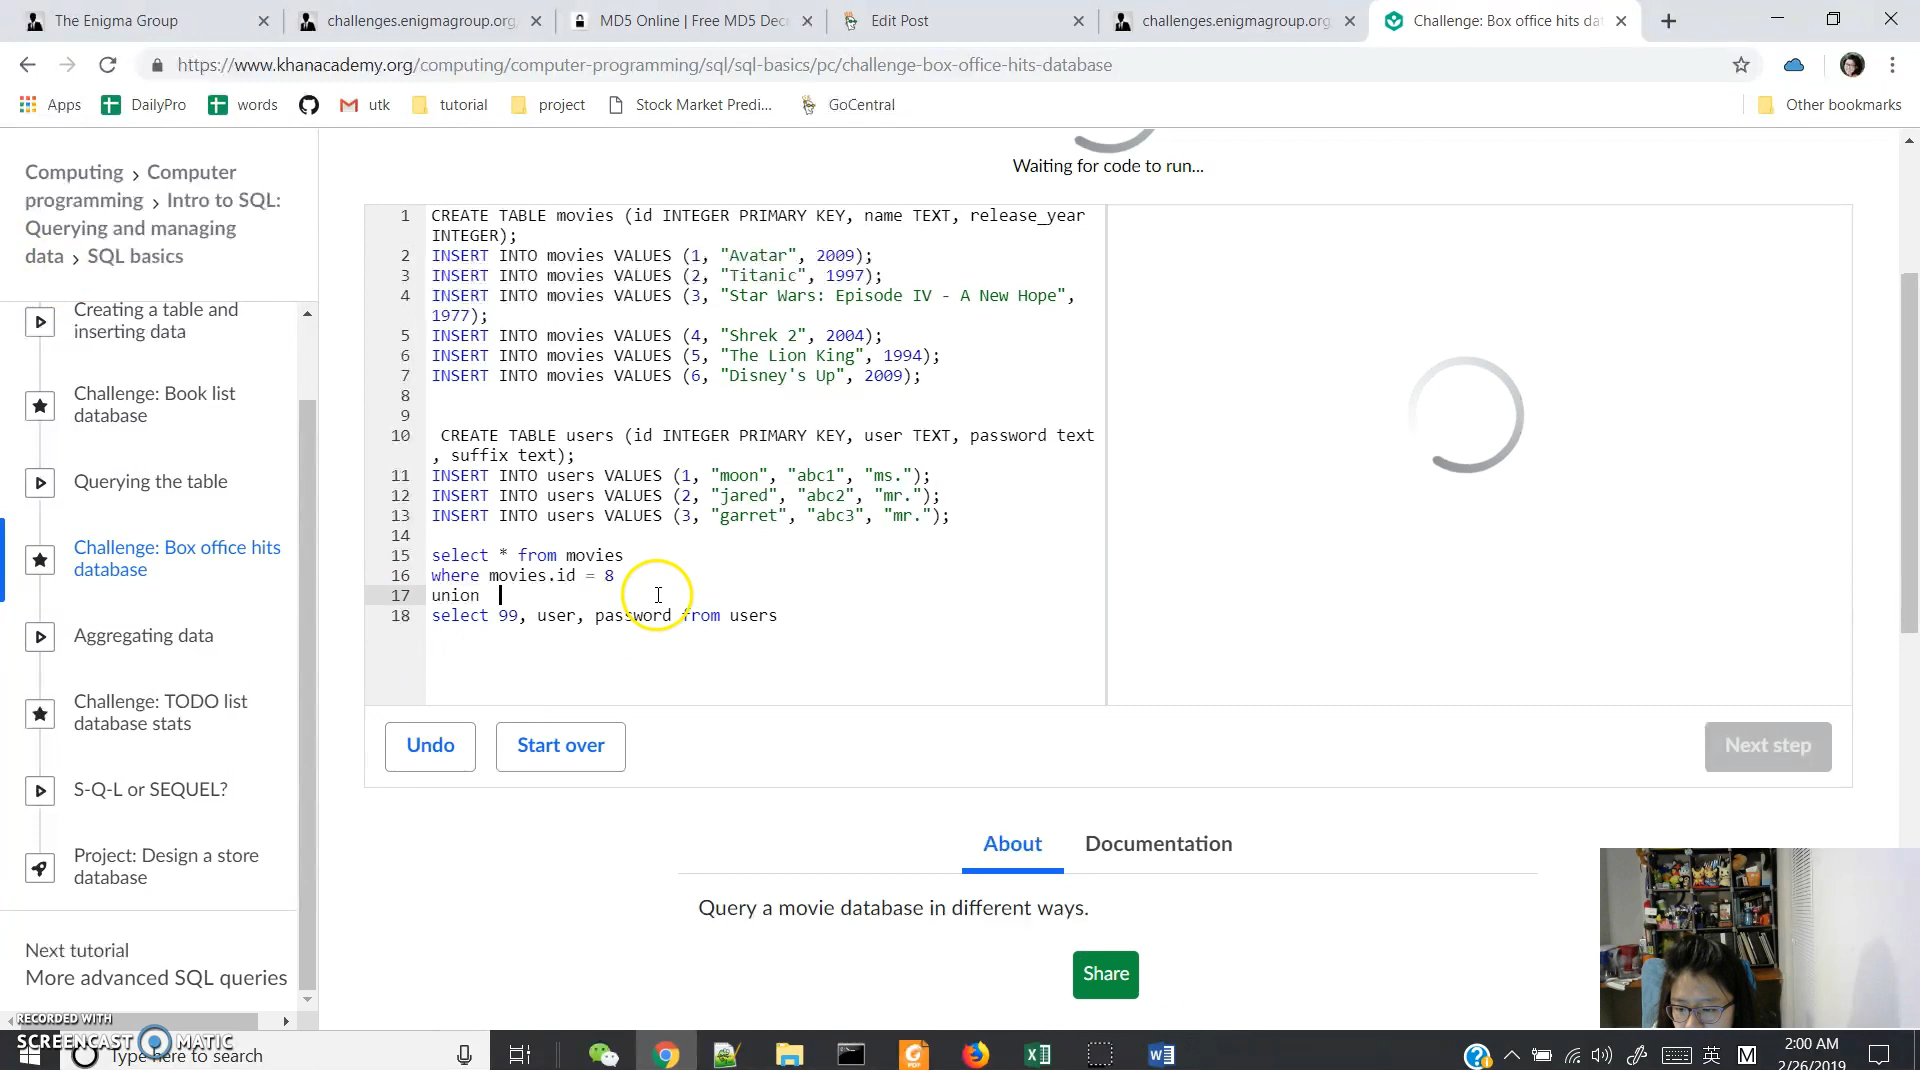 The Enigma Group
challenges.enigmagroup.org
MD5 Online | Free MD5 Dec
Edit Post
challenges.enigmagroup.org
Challenge: Box office hits dat
https://www.khanacademy.org/computing/computer-programming/sql/sql-basics/pc/challenge-box-office-hits-database
Apps
DailyPro
words
utk
tutorial
project
Stock Market Predi...
GoCentral
Other bookmarks
Computing > Computer
programming > Intro to SQL:
Querying and managing
data > SQL basics
Creating a table and
inserting data
Challenge: Book list
database
Querying the table
Challenge: Box office hits
database
Aggregating data
Challenge: TODO list
database stats
S-Q-L or SEQUEL?
Project: Design a store
database
Next tutorial
More advanced SQL queries
Waiting for code to run...
1 CREATE TABLE movies (id INTEGER PRIMARY KEY, name TEXT, release_year
INTEGER);
2 INSERT INTO movies VALUES (1, "Avatar", 2009);
3 INSERT INTO movies VALUES (2, "Titanic", 1997);
4 INSERT INTO movies VALUES (3, "Star Wars: Episode IV - A New Hope",
1977);
5 INSERT INTO movies VALUES (4, "Shrek 2", 2004);
6 INSERT INTO movies VALUES (5, "The Lion King", 1994);
7 INSERT INTO movies VALUES (6, "Disney's Up", 2009);
8
9
10 CREATE TABLE users (id INTEGER PRIMARY KEY, user TEXT, password text
, suffix text);
11 INSERT INTO users VALUES (1, "moon", "abc1", "ms.");
12 INSERT INTO users VALUES (2, "jared", "abc2", "mr.");
13 INSERT INTO users VALUES (3, "garret", "abc3", "mr.");
14
15 select * from movies
16 where movies.id = 8
17 union
18 select 99, user, password from users
Undo
Start over
Next step
About
Documentation
Query a movie database in different ways.
Share
RECORDED WITH
SCREENCAST MATIC
Type here to search
英
M
2:00 AM
2/26/2019